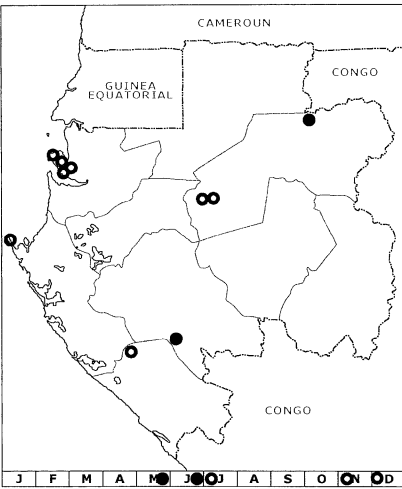 CAMEROUN
CONGO
GUINEA
EQUATORIAL
CONGO
J F M A M J J A S O N D